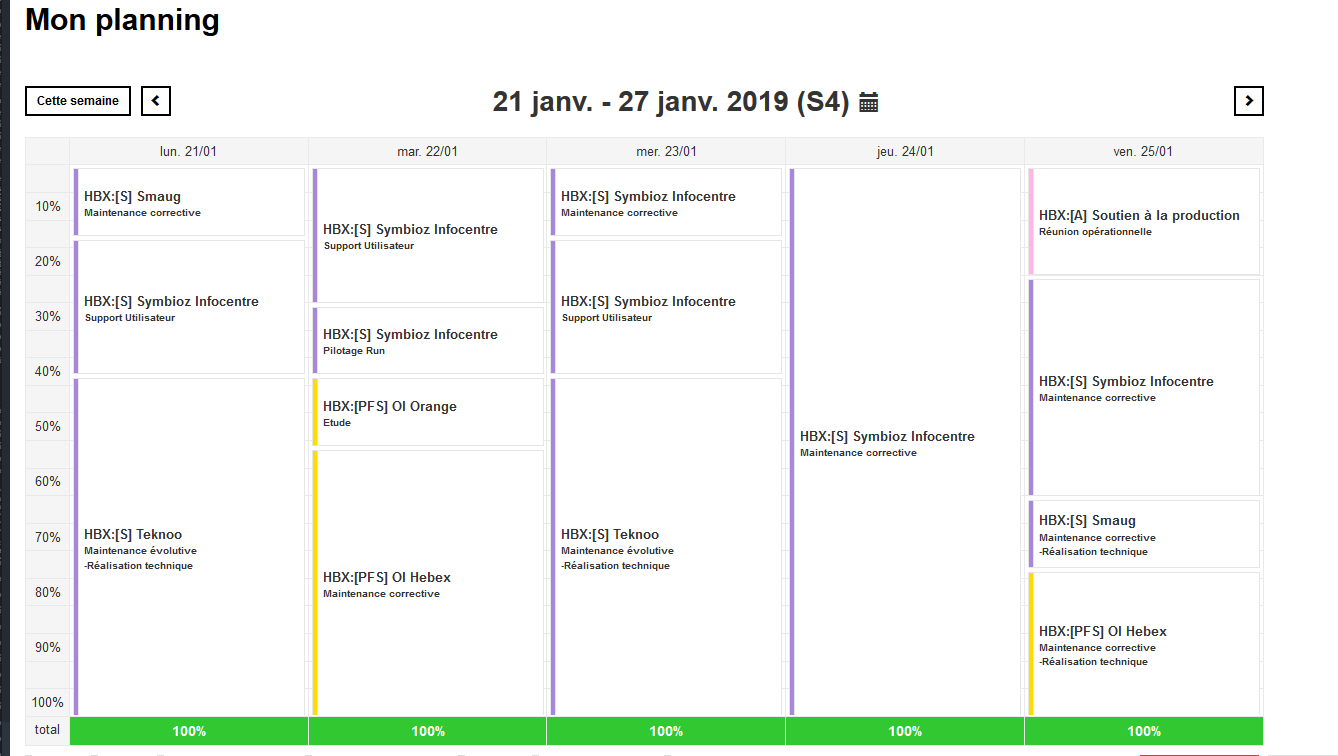 Mon planning
Cette semaine
21 janv. - 27 janv. 2019 (S4)
lun. 21/01
mar. 22/01
mer. 23/01
jeu. 24/01
ven. 25/01
10%
20%
30%
40%
50%
60%
70%
80%
90%
100%
total
HBX:[S] Smaug
Maintenance corrective
HBX:[S] Symbioz Infocentre
Support Utilisateur
HBX:[S] Teknoo
Maintenance évolutive
-Réalisation technique
100%
HBX:[S] Symbioz Infocentre
Support Utilisateur
HBX:[S] Symbioz Infocentre
Pilotage Run
HBX:[PFS] OI Orange
Etude
HBX:[PFS] OI Hebex
Maintenance corrective
100%
HBX:[S] Symbioz Infocentre
Maintenance corrective
HBX:[S] Symbioz Infocentre
Support Utilisateur
HBX:[S] Teknoo
Maintenance évolutive
-Réalisation technique
100%
HBX:[S] Symbioz Infocentre
Maintenance corrective
100%
HBX:[A] Soutien à la production
Réunion opérationnelle
HBX:[S] Symbioz Infocentre
Maintenance corrective
HBX:[S] Smaug
Maintenance corrective
-Réalisation technique
HBX:[PFS] OI Hebex
Maintenance corrective
-Réalisation technique
100%